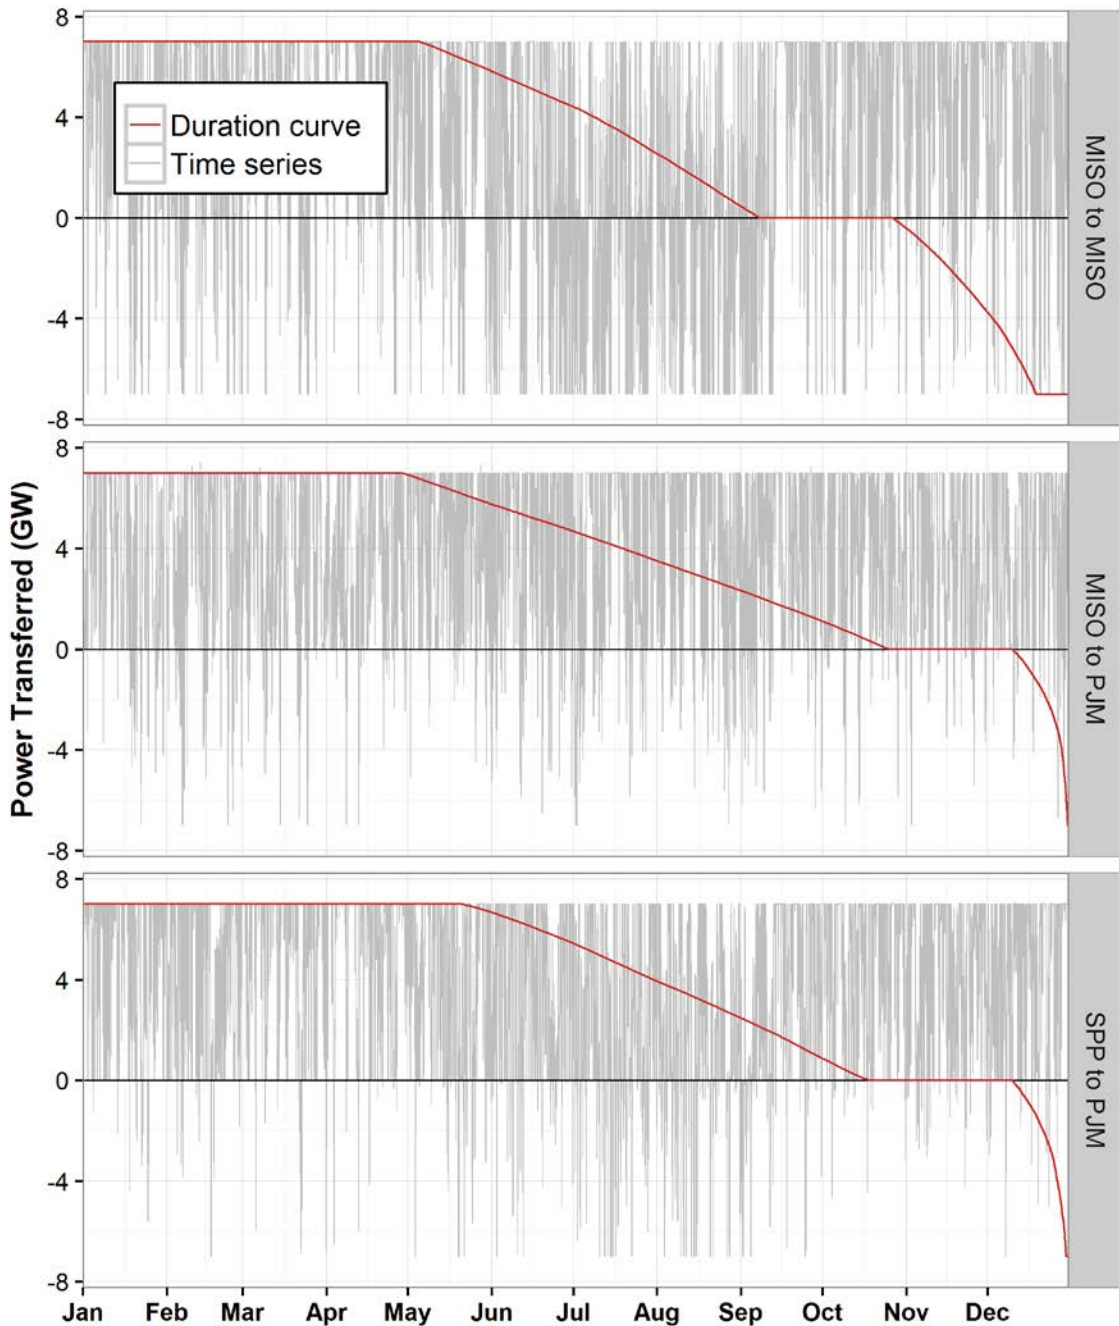 8
4
0
-4
-8
Duration curve
Time series
MISO to MISO
8
4
0
-4
-8
MISO to PJM
Power Transferred (GW)
8
4
0
-4
-8
SPP to PJM
Jan Feb Mar Apr May Jun Jul Aug Sep Oct Nov Dec